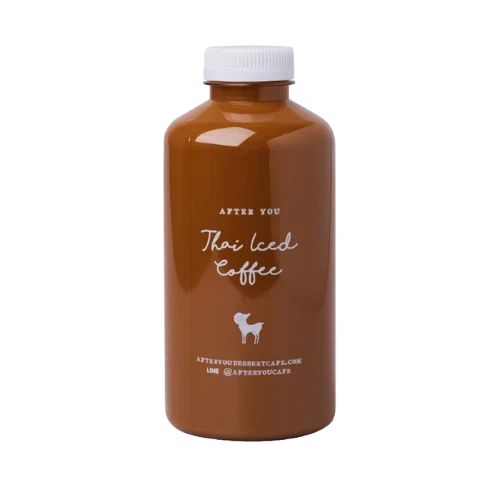 AFTER YOU
Thai Iced
Coffee
AFTERYOUDESSERTCAFE.COM
LINE @AFTERYOUCAFE